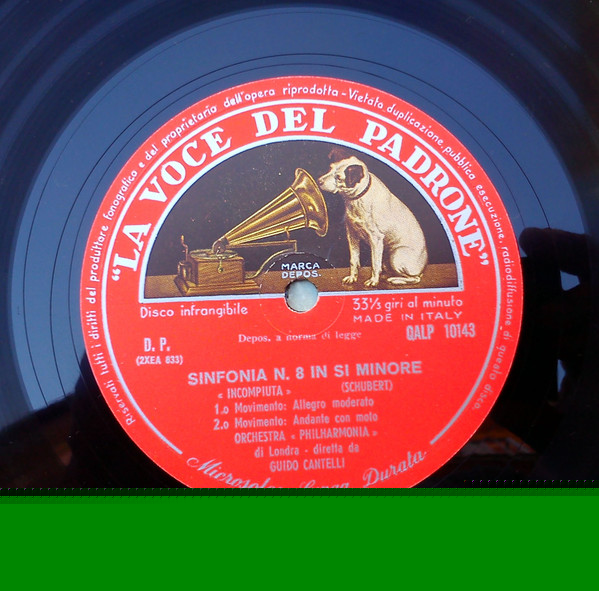 Riservati tutti i diritti del produttore fonografico e del proprietario dell'opera riprodotta - Vietata duplicazione, pubblica esecuzione, radiodiffusione di questo disco.
"LA VOCE DEL PADRONE"
MARCA
DEPOS.
Disco infrangibile
33⅓ giri al minuto
MADE IN ITALY
Depos. a norma di legge
D. P.
(2XEA 833)
QALP 10143
SINFONIA N. 8 IN SI MINORE
« INCOMPIUTA » (SCHUBERT)
1.o Movimento: Allegro moderato
2.o Movimento: Andante con moto
ORCHESTRA « PHILHARMONIA »
di Londra - diretta da
GUIDO CANTELLI
Durata